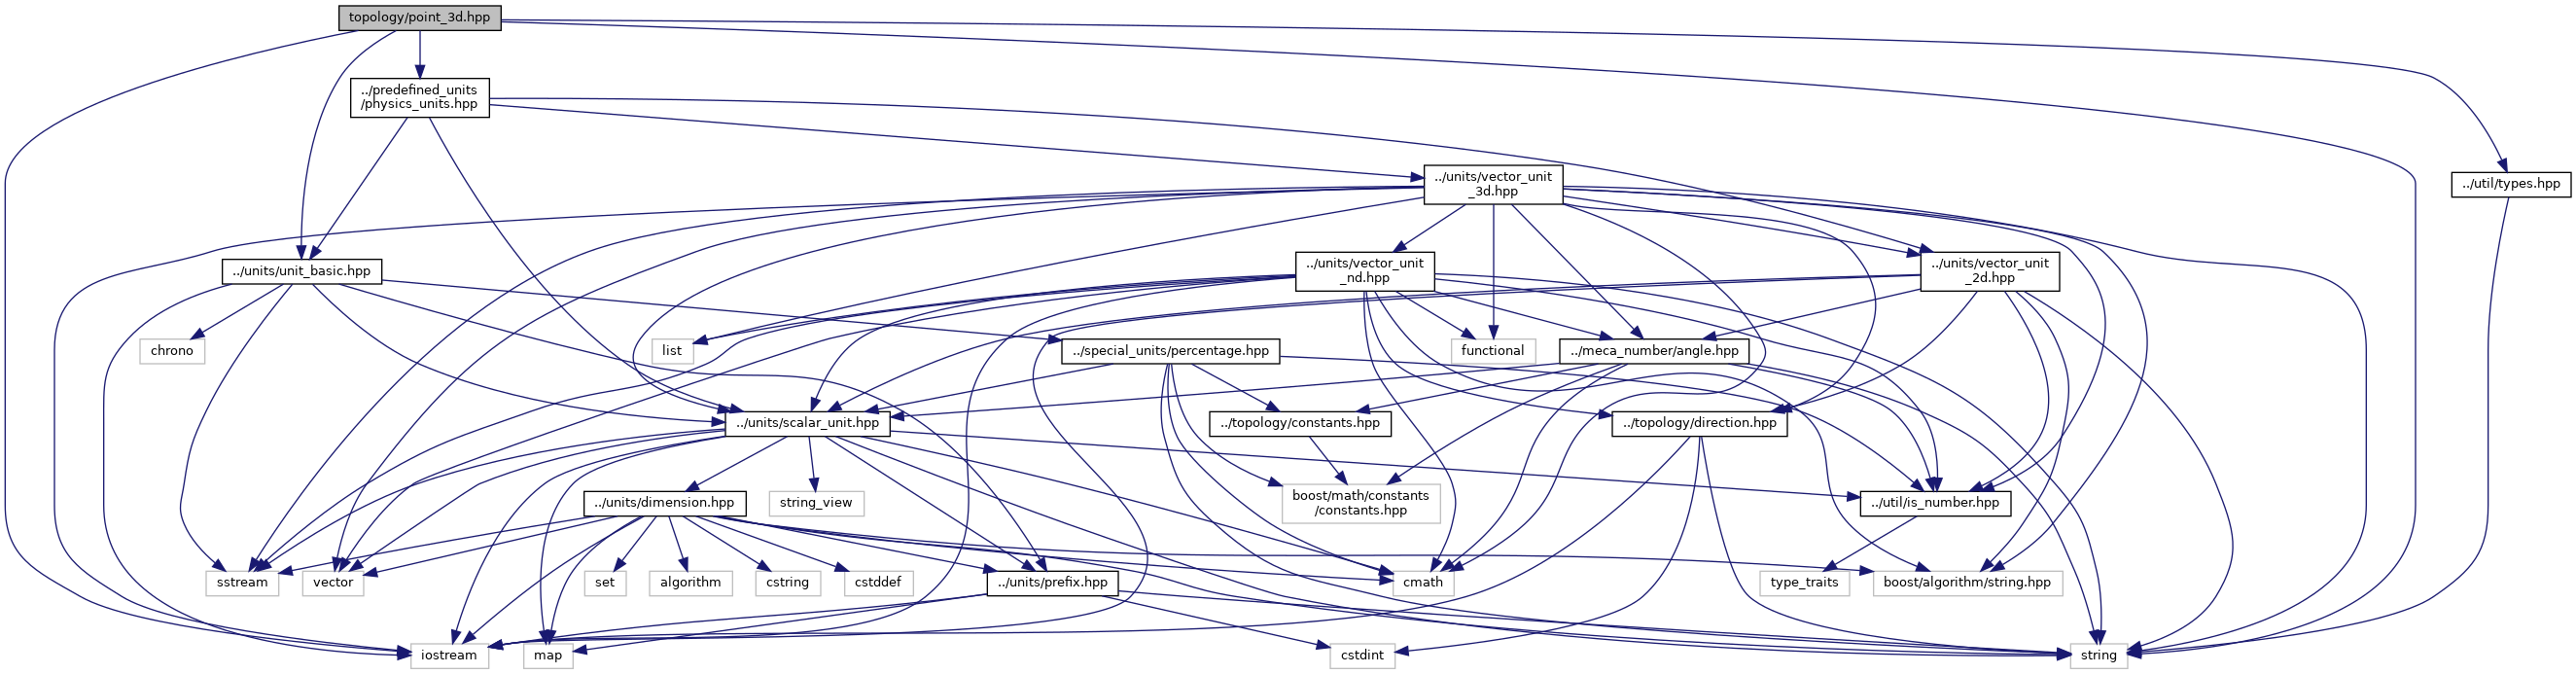 topology/point_3d.hpp
../predefined_units
/physics_units.hpp
../units/vector_unit
_3d.hpp
../util/types.hpp
../units/unit_basic.hpp
../units/vector_unit
_nd.hpp
../units/vector_unit
_2d.hpp
chrono
list
../special_units/percentage.hpp
functional
../meca_number/angle.hpp
../units/scalar_unit.hpp
../topology/constants.hpp
../topology/direction.hpp
../units/dimension.hpp
string_view
boost/math/constants
/constants.hpp
../util/is_number.hpp
sstream
vector
set
algorithm
cstring
cstddef
../units/prefix.hpp
cmath
type_traits
boost/algorithm/string.hpp
iostream
map
cstdint
string